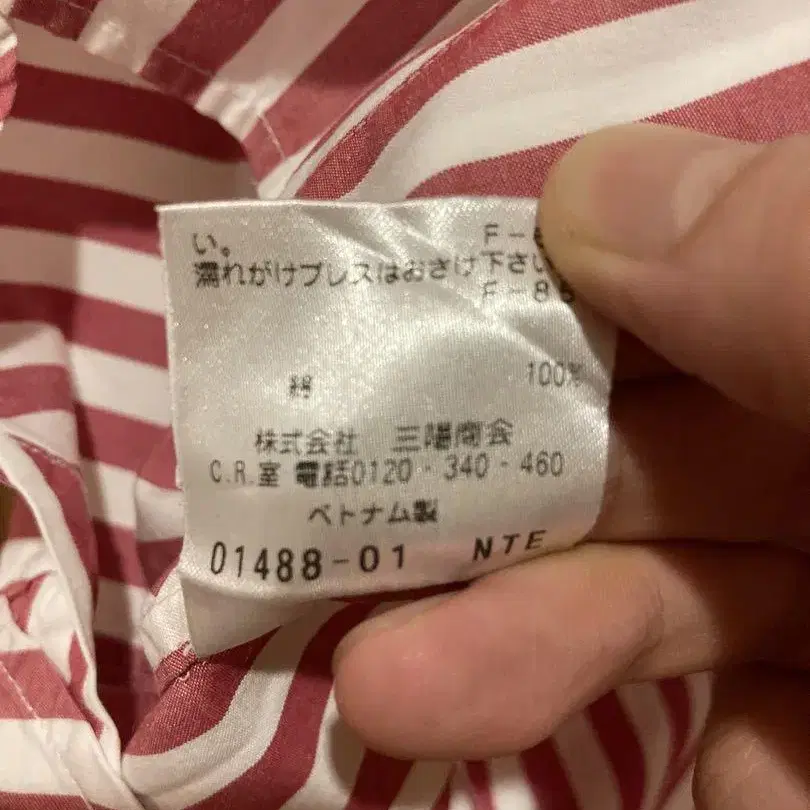 い。 F-
濡れがけプレスはおさけ下さい
F-88
綿 100%
株式会社 三陽商会
C.R.室 電話0120・340・460
ベトナム製
01488-01 NTE